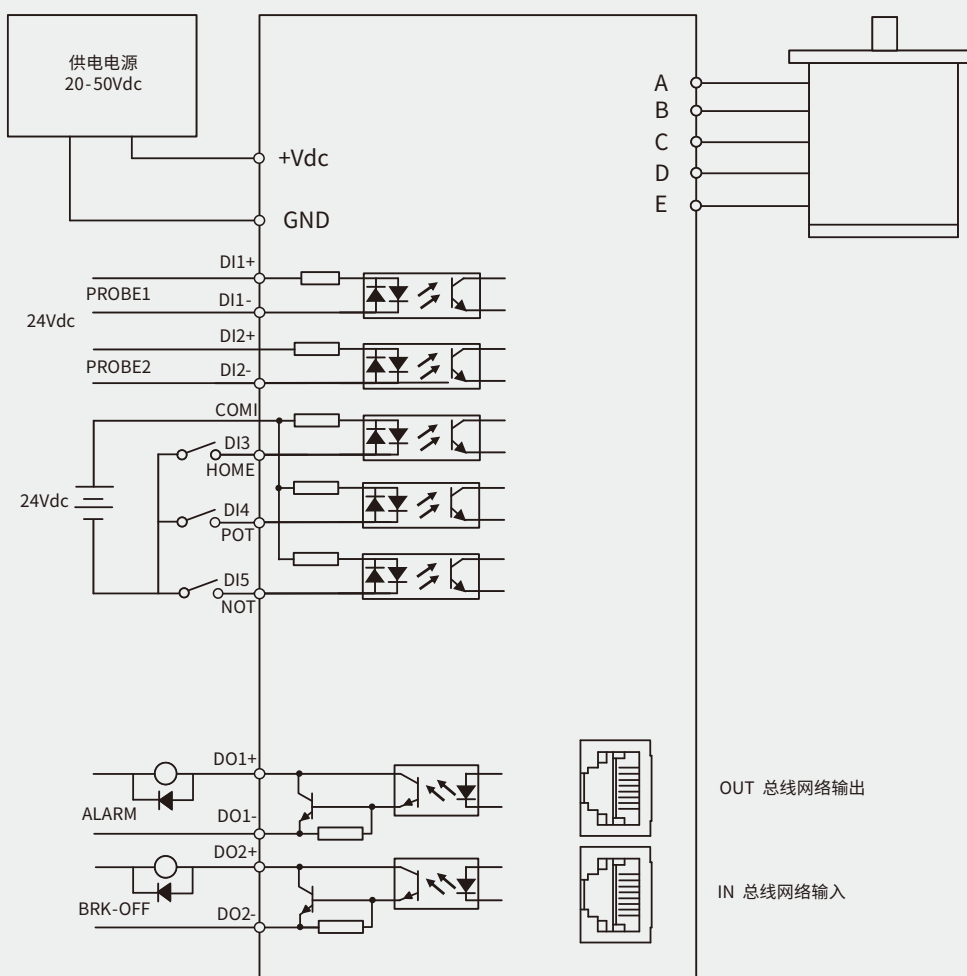 供电电源
20-50Vdc
+Vdc
GND
A
B
C
D
E
DI1+
PROBE1
DI1-
24Vdc
DI2+
PROBE2
DI2-
COMI
DI3
HOME
24Vdc
DI4
POT
DI5
NOT
DO1+
ALARM
DO1-
OUT 总线网络输出
DO2+
BRK-OFF
DO2-
IN 总线网络输入